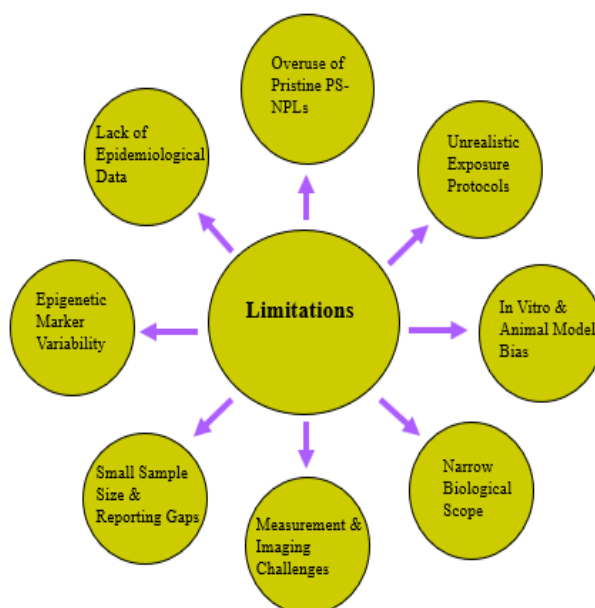 Overuse of
Pristine PS-
NPLs
Lack of
Epidemiological
Data
Unrealistic
Exposure
Protocols
Limitations
Epigenetic
Marker
Variability
In Vitro &
Animal Model
Bias
Small Sample
Size &
Reporting Gaps
Narrow
Biological
Scope
Measurement &
Imaging
Challenges